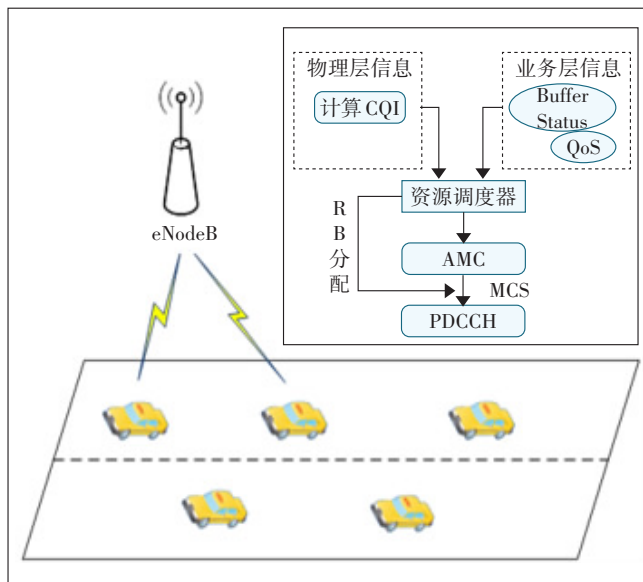 物理层信息
计算 CQI
业务层信息
Buffer
Status
QoS
资源调度器
R
B
分
配
AMC
MCS
PDCCH
eNodeB